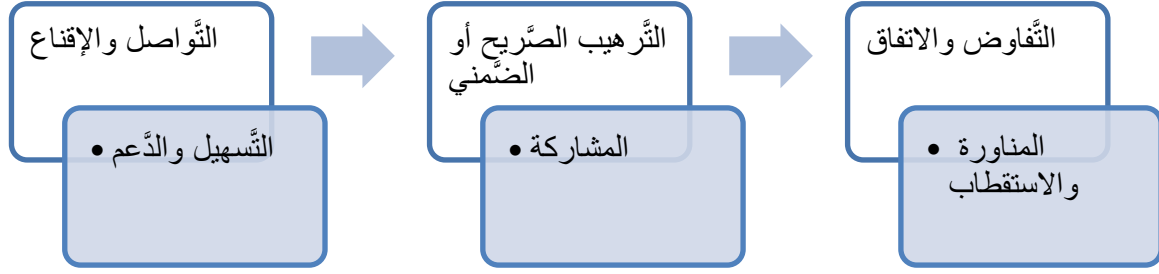 التَّواصل والإقناع
• التَّسهيل والدَّعم
التَّرهيب الصَّريح أو
الضَّمني
• المشاركة
التَّفاوض والاتفاق
• المناورة
والاستقطاب